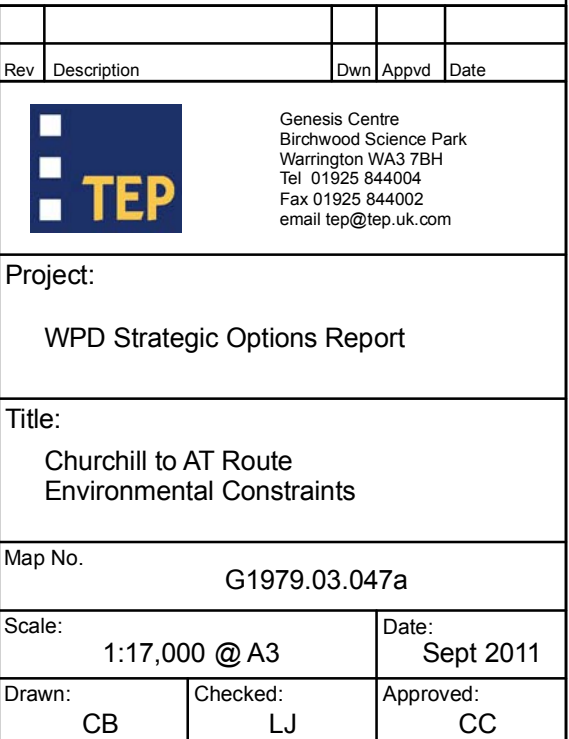 Rev Description Dwn Appvd Date
TEP
Genesis Centre
Birchwood Science Park
Warrington WA3 7BH
Tel 01925 844004
Fax 01925 844002
email tep@tep.uk.com
Project:
WPD Strategic Options Report
Title:
Churchill to AT Route
Environmental Constraints
Map No.
G1979.03.047a
Scale:
1:17,000 @ A3
Date:
Sept 2011
Drawn:
CB
Checked:
LJ
Approved:
CC